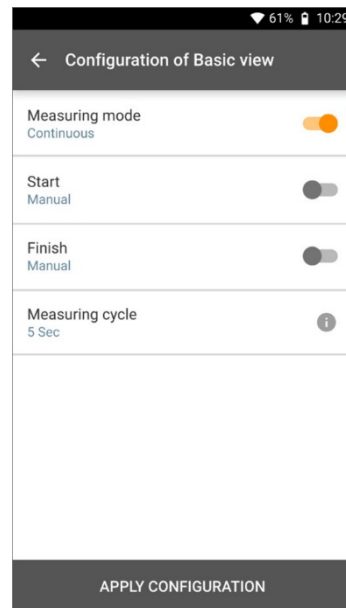 61% 10:29
Configuration of Basic view
Measuring mode
Continuous
Start
Manual
Finish
Manual
Measuring cycle
5 Sec
i
APPLY CONFIGURATION